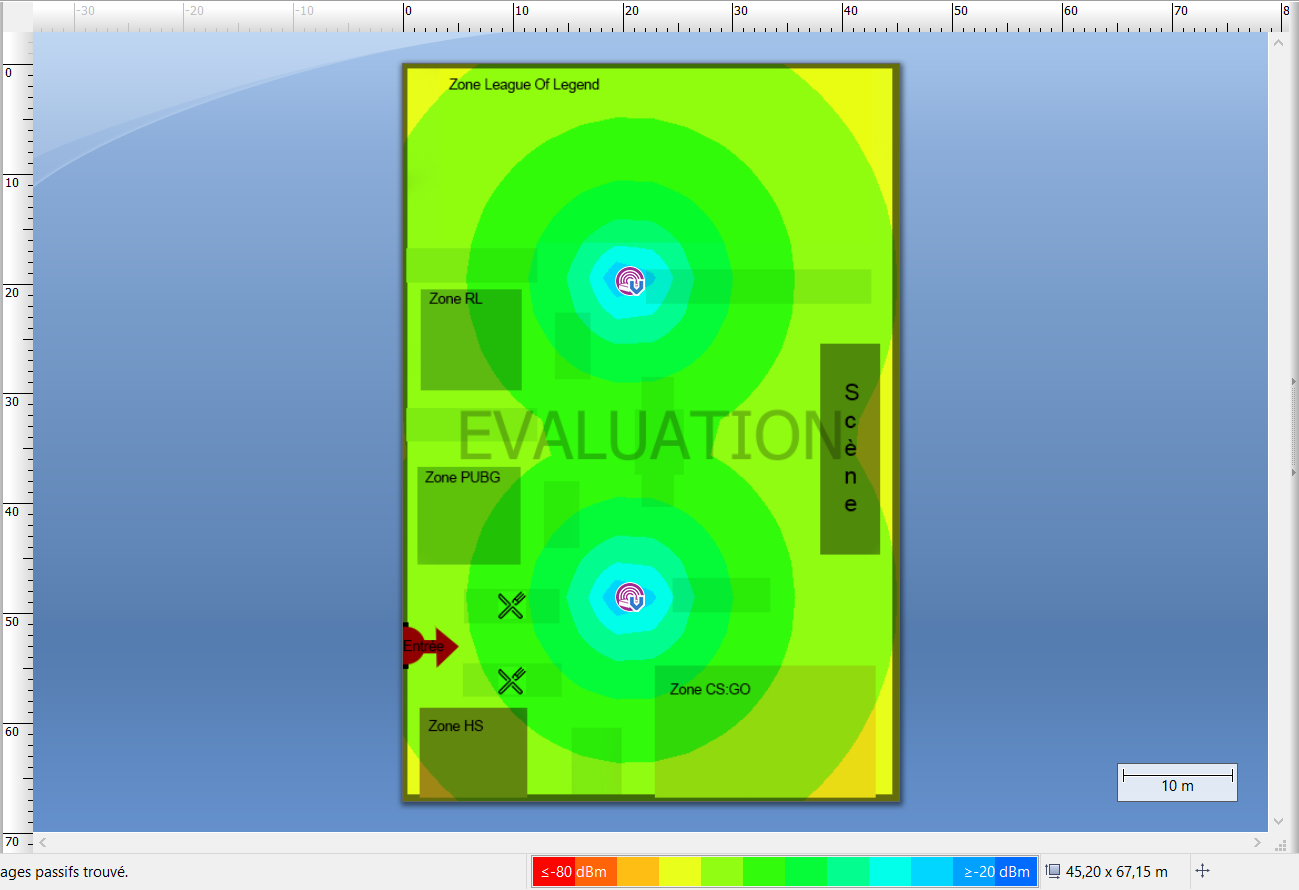 -30 -20 -10 0 10 20 30 40 50 60 70 8
0
Zone League Of Legend
10
20
Zone RL
30
Scène
EVALUATION
Zone PUBG
40
50
Entrée
Zone CS:GO
60
Zone HS
10 m
70
ages passifs trouvé.
≤-80 dBm
≥-20 dBm
45,20 x 67,15 m